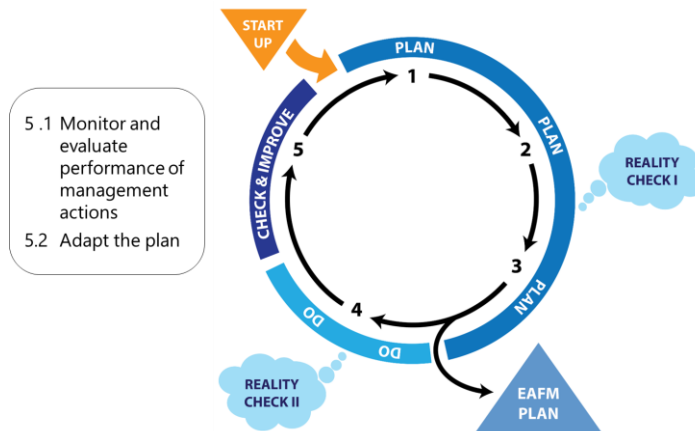 START
UP
PLAN
1
5 .1 Monitor and
evaluate
performance of
management
actions
5.2 Adapt the plan
CHECK & IMPROVE
5
2
PLAN
REALITY
CHECK I
3
PLAN
4
DO
DO
REALITY
CHECK II
EAFM
PLAN